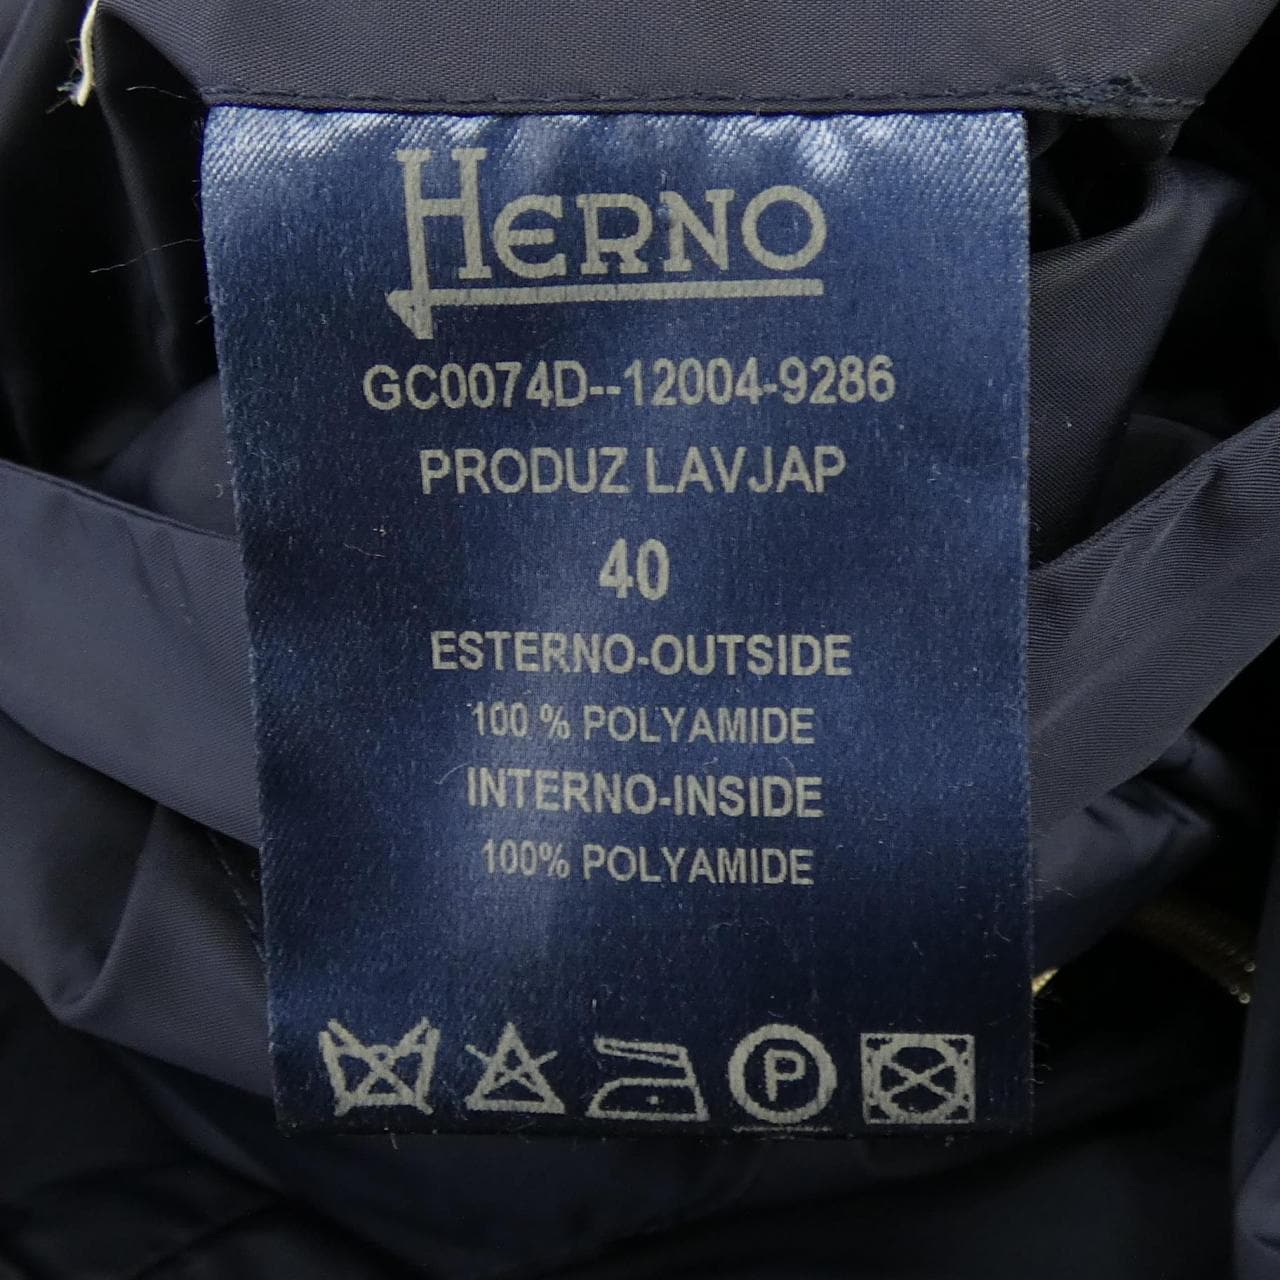 HERNO
GC0074D--12004-9286
PRODUZ LAVJAP
40
ESTERNO-OUTSIDE
100 % POLYAMIDE
INTERNO-INSIDE
100% POLYAMIDE
P